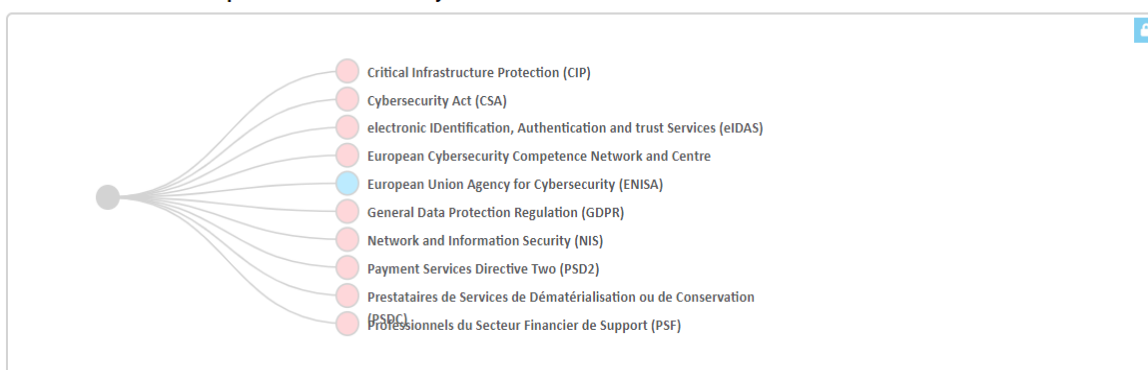 Critical Infrastructure Protection (CIP)
Cybersecurity Act (CSA)
electronic IDentification, Authentication and trust Services (eIDAS)
European Cybersecurity Competence Network and Centre
European Union Agency for Cybersecurity (ENISA)
General Data Protection Regulation (GDPR)
Network and Information Security (NIS)
Payment Services Directive Two (PSD2)
Prestataires de Services de Dématérialisation ou de Conservation
(PSDC)
Professionnels du Secteur Financier de Support (PSF)